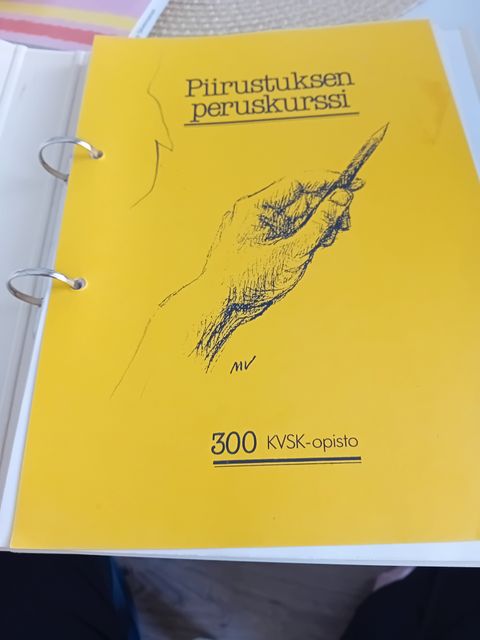 Piirustuksen
peruskurssi
MV
300 KVSK-opisto